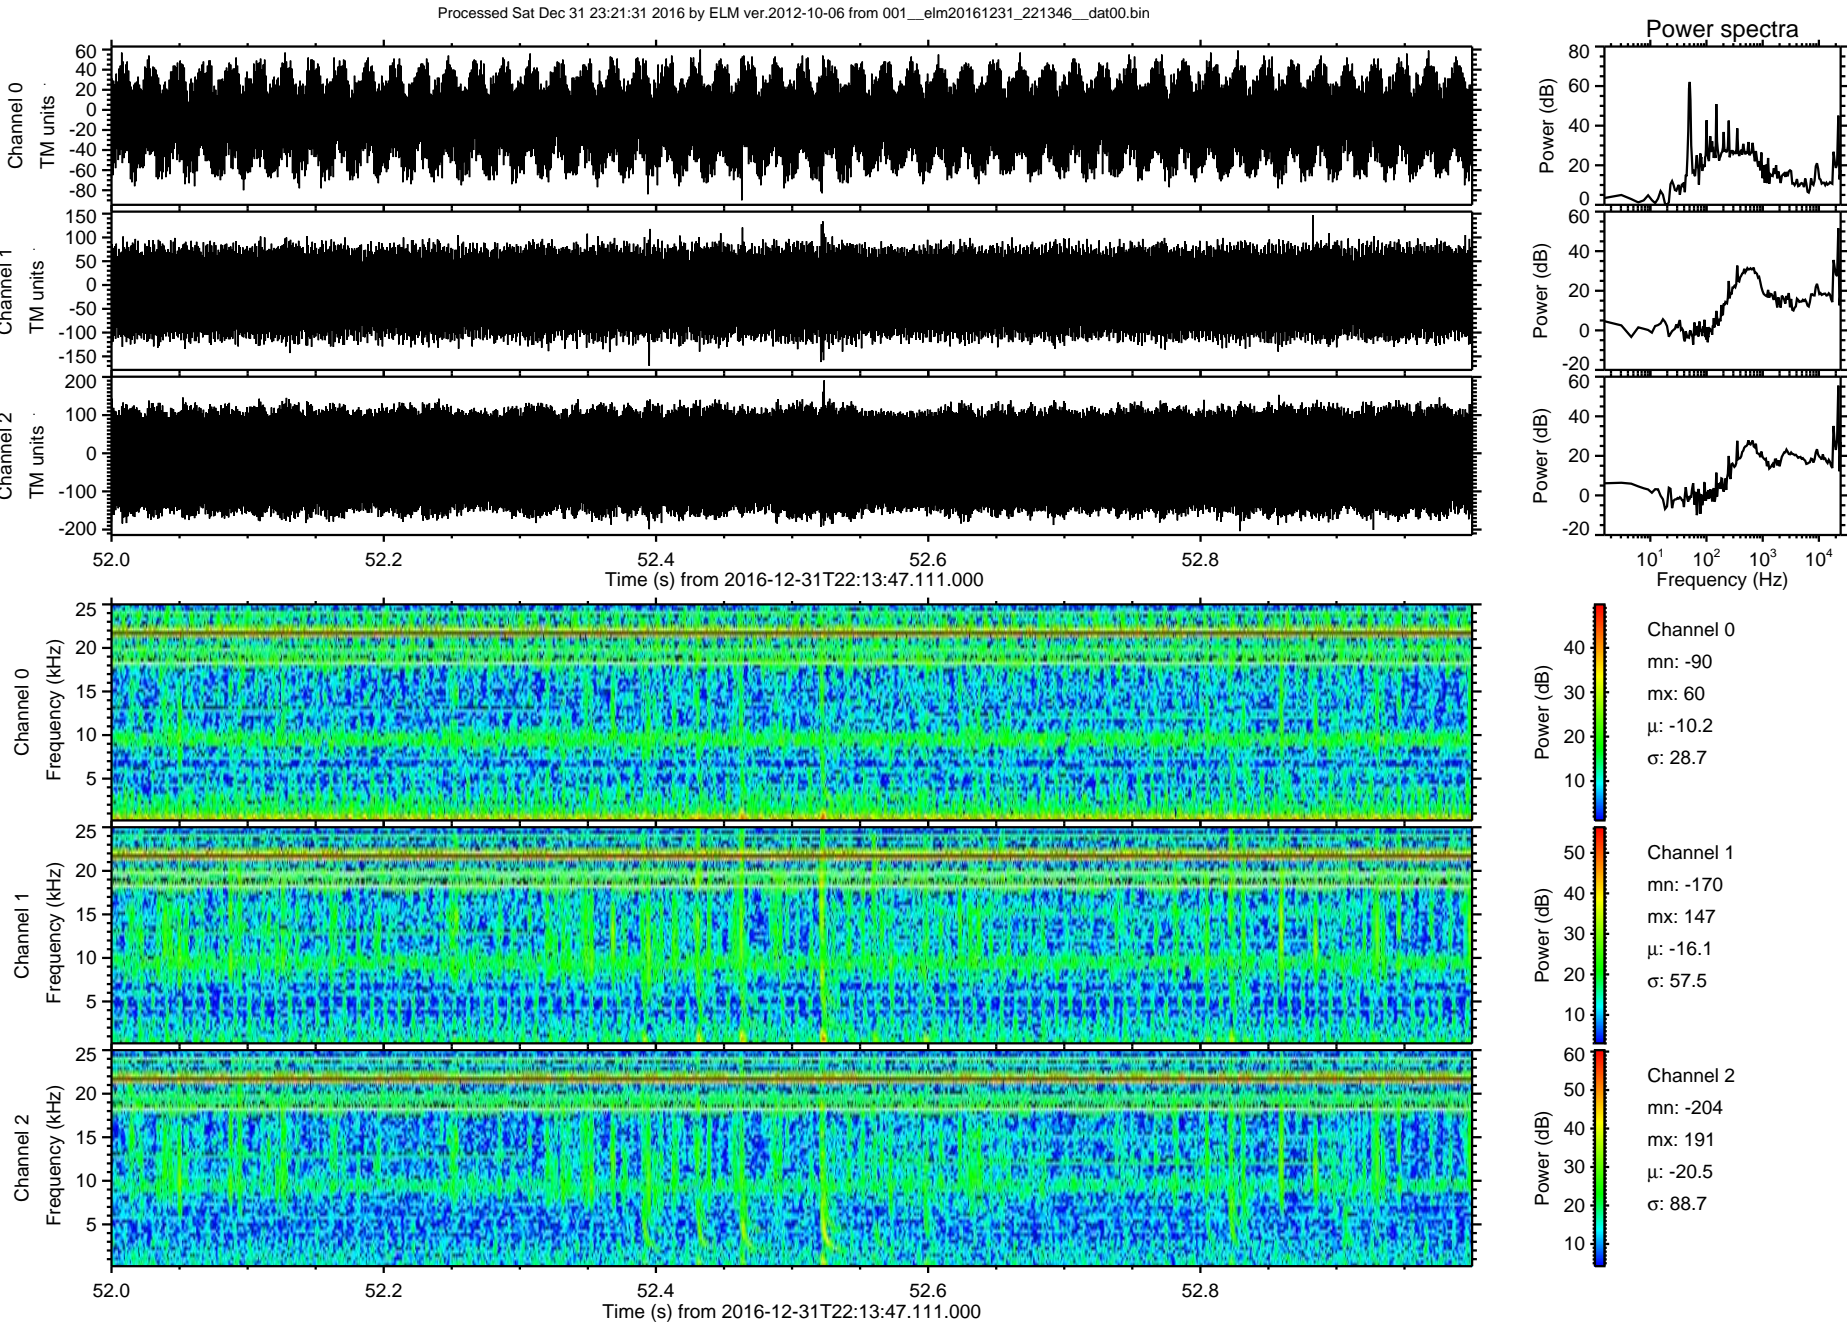 Processed Sat Dec 31 23:21:31 2016 by ELM ver.2012-10-06 from 001__elm20161231_221346__dat00.bin
Power spectra
Channel 0
TM units
60
40
20
0
-20
-40
-60
-80
Power (dB)
80
60
40
20
0
Channel 1
TM units
150
100
50
0
-50
-100
-150
Power (dB)
60
40
20
0
-20
Channel 2
TM units
200
100
0
-100
-200
Power (dB)
60
40
20
0
-20
52.0 52.2 52.4 52.6 52.8
Time (s) from 2016-12-31T22:13:47.111.000
10^1 10^2 10^3 10^4
Frequency (Hz)
Channel 0
Frequency (kHz)
25
20
15
10
5
Power (dB)
40
30
20
10
Channel 0
mn: -90
mx: 60
μ: -10.2
σ: 28.7
Channel 1
Frequency (kHz)
25
20
15
10
5
Power (dB)
50
40
30
20
10
Channel 1
mn: -170
mx: 147
μ: -16.1
σ: 57.5
Channel 2
Frequency (kHz)
25
20
15
10
5
Power (dB)
60
50
40
30
20
10
Channel 2
mn: -204
mx: 191
μ: -20.5
σ: 88.7
52.0 52.2 52.4 52.6 52.8
Time (s) from 2016-12-31T22:13:47.111.000